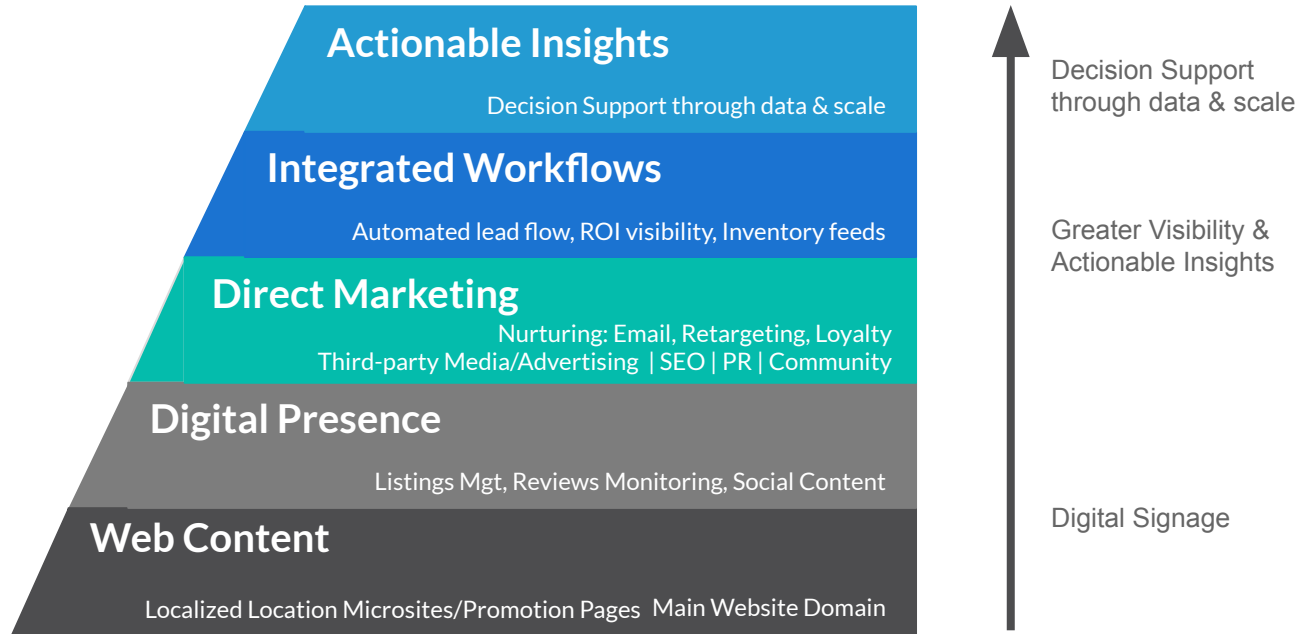 Actionable Insights
Decision Support through data & scale
Integrated Workflows
Automated lead flow, ROI visibility, Inventory feeds
Direct Marketing
Nurturing: Email, Retargeting, Loyalty
Third-party Media/Advertising | SEO | PR | Community
Digital Presence
Listings Mgt, Reviews Monitoring, Social Content
Web Content
Localized Location Microsites/Promotion Pages Main Website Domain
Decision Support
through data & scale
Greater Visibility &
Actionable Insights
Digital Signage